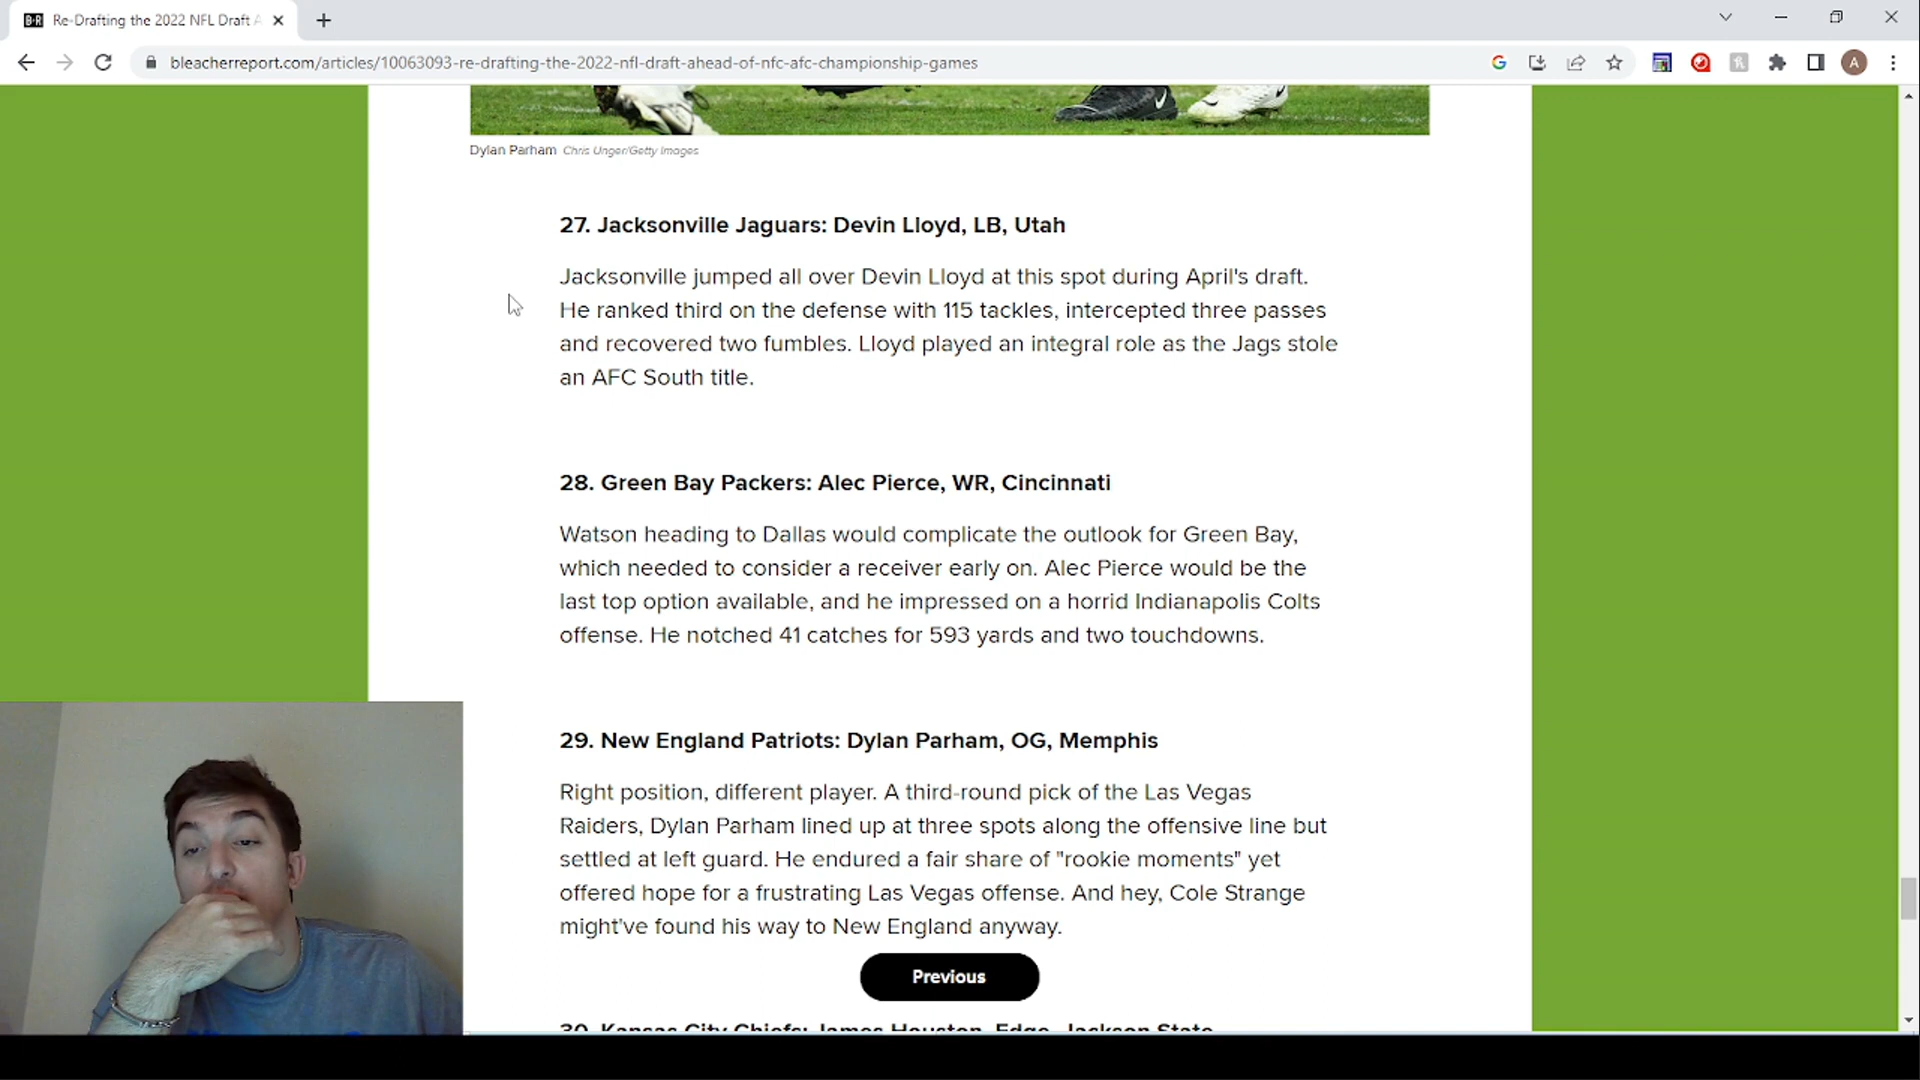 B/R Re-Drafting the 2022 NFL Draft A
bleacherreport.com/articles/10063093-re-drafting-the-2022-nfl-draft-ahead-of-nfc-afc-championship-games
G
A
Dylan Parham Chris Unger/Getty Images
27. Jacksonville Jaguars: Devin Lloyd, LB, Utah
Jacksonville jumped all over Devin Lloyd at this spot during April's draft.
He ranked third on the defense with 115 tackles, intercepted three passes
and recovered two fumbles. Lloyd played an integral role as the Jags stole
an AFC South title.
28. Green Bay Packers: Alec Pierce, WR, Cincinnati
Watson heading to Dallas would complicate the outlook for Green Bay,
which needed to consider a receiver early on. Alec Pierce would be the
last top option available, and he impressed on a horrid Indianapolis Colts
offense. He notched 41 catches for 593 yards and two touchdowns.
29. New England Patriots: Dylan Parham, OG, Memphis
Right position, different player. A third-round pick of the Las Vegas
Raiders, Dylan Parham lined up at three spots along the offensive line but
settled at left guard. He endured a fair share of "rookie moments" yet
offered hope for a frustrating Las Vegas offense. And hey, Cole Strange
might've found his way to New England anyway.
Previous
30. Kansas City Chiefs: James Houston, Edge, Jackson State